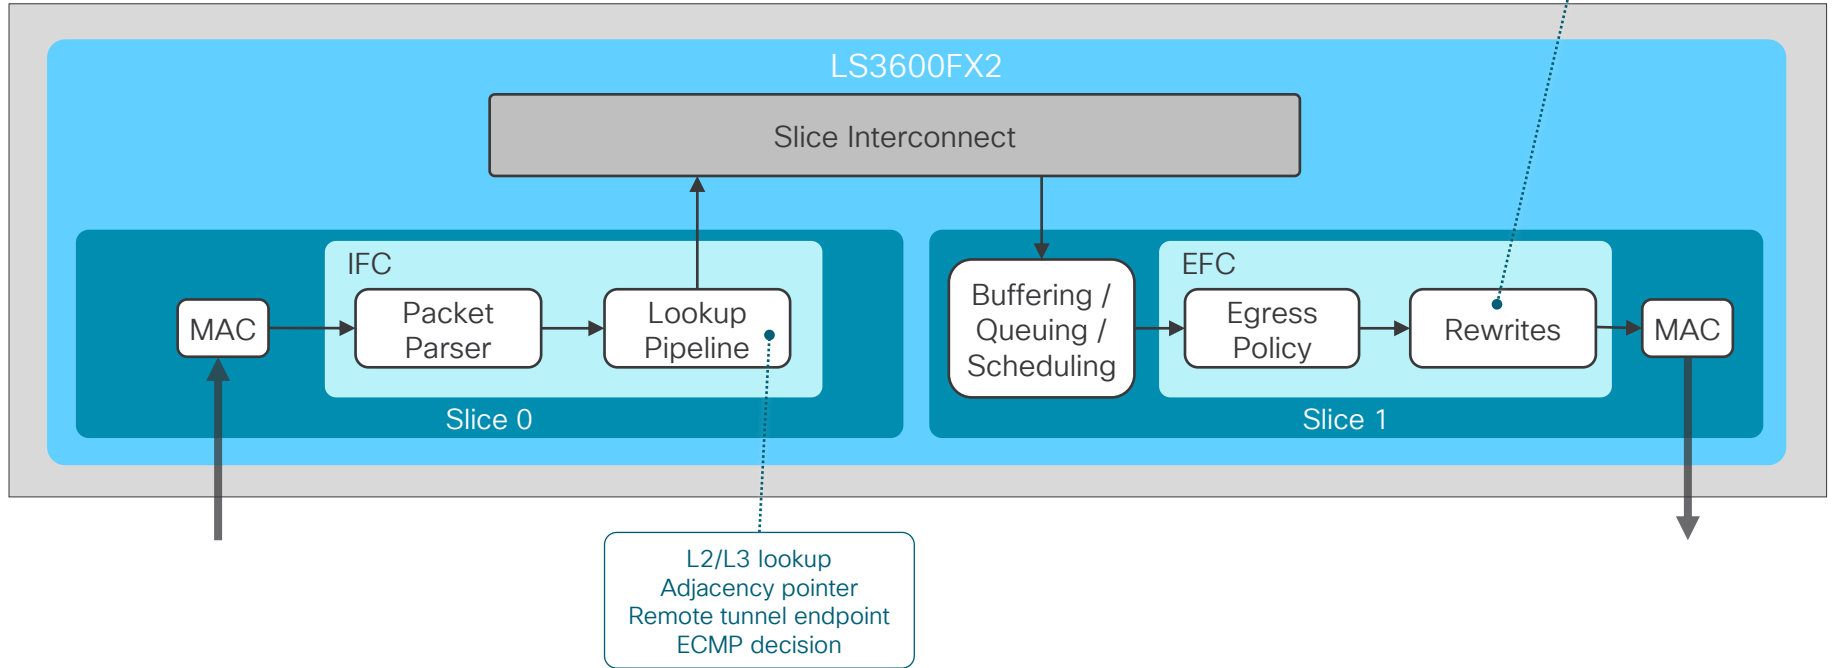 LS3600FX2
Slice Interconnect
IFC
MAC
Packet
Parser
Lookup
Pipeline
Slice 0
Buffering /
Queuing /
Scheduling
EFC
Egress
Policy
Rewrites
MAC
Slice 1
L2/L3 lookup
Adjacency pointer
Remote tunnel endpoint
ECMP decision